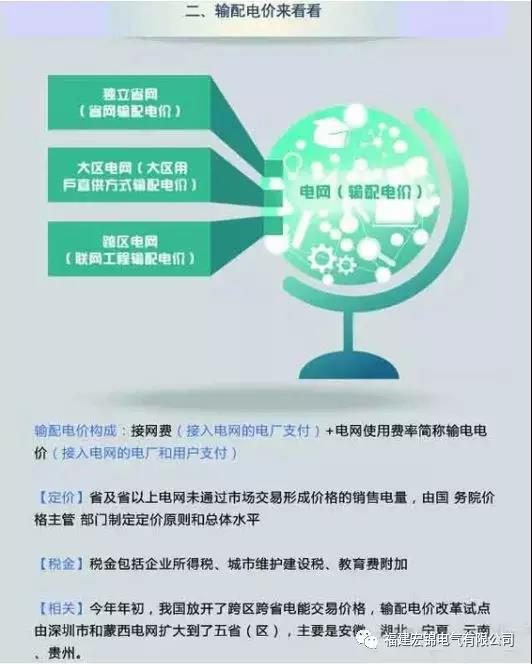 二、输配电价来看看
独立省网
（省网输配电价）
大区电网（大区用
戶直供方式输配电价）
跨区电网
（联网工程输配电价）
电网（输配电价）
输配电价构成：接网费（接入电网的电厂支付）+电网使用费率简称输电电
价（接入电网的电厂和用户支付）
【定价】省及省以上电网未通过市场交易形成价格的销售电量，由国 务院价
格主管 部门制定定价原则和总体水平
【税金】税金包括企业所得税、城市维护建设税、教育费附加
【相关】今年年初，我国放开了跨区跨省电能交易价格，输配电价改革试点
由深圳市和蒙西电网扩大到了五省（区），主要是安徽、湖北、宁夏、云南
、贵州。
福建宏锦电气有限公司